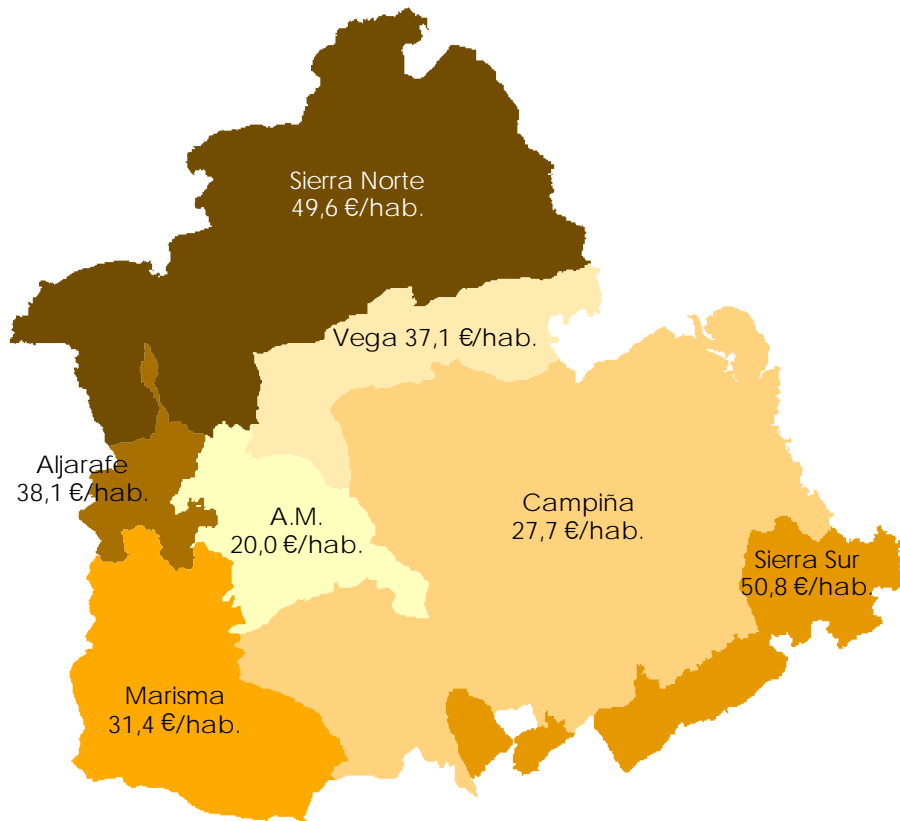 Sierra Norte
49,6 €/hab.
Vega 37,1 €/hab.
Aljarafe
38,1 €/hab.
A.M.
20,0 €/hab.
Campiña
27,7 €/hab.
Sierra Sur
50,8 €/hab.
Marisma
31,4 €/hab.